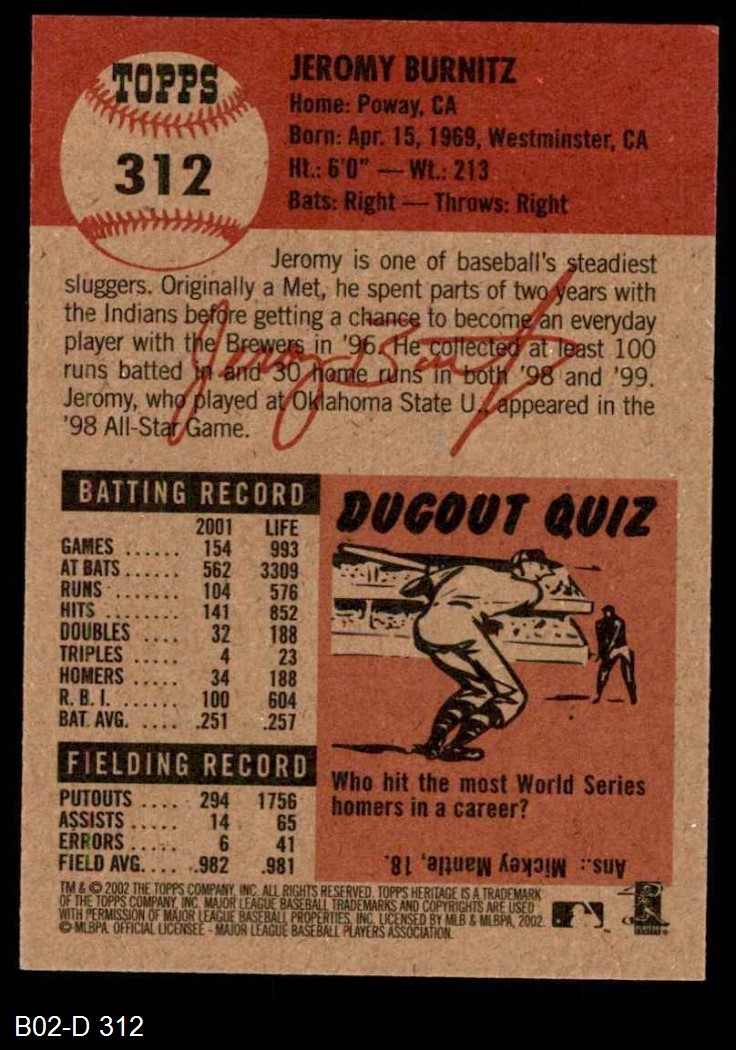 TOPPS
312
JEROMY BURNITZ
Home: Poway, CA
Born: Apr. 15, 1969, Westminster, CA
Ht.: 6'0" — Wt.: 213
Bats: Right — Throws: Right
Jeromy is one of baseball's steadiest
sluggers. Originally a Met, he spent parts of two years with
the Indians before getting a chance to become an everyday
player with the Brewers in '96. He collected at least 100
runs batted in and 30 home runs in both '98 and '99.
Jeromy, who played at Oklahoma State U., appeared in the
'98 All-Star Game.
Jeromy Burnitz
BATTING RECORD
2001 LIFE
GAMES ...... 154 993
AT BATS ...... 562 3309
RUNS ........ 104 576
HITS ........ 141 852
DOUBLES .... 32 188
TRIPLES ..... 4 23
HOMERS .... 34 188
R. B. I. ..... 100 604
BAT. AVG. .... .251 .257
FIELDING RECORD
PUTOUTS .... 294 1756
ASSISTS ..... 14 65
ERRORS ..... 6 41
FIELD AVG. ... .982 .981
DUGOUT QUIZ
Who hit the most World Series
homers in a career?
Ans.: Mickey Mantle, 18.
TM & © 2002 THE TOPPS COMPANY, INC. ALL RIGHTS RESERVED. TOPPS HERITAGE IS A TRADEMARK
OF THE TOPPS COMPANY, INC. MAJOR LEAGUE BASEBALL TRADEMARKS AND COPYRIGHTS ARE USED
WITH PERMISSION OF MAJOR LEAGUE BASEBALL PROPERTIES, INC. LICENSED BY MLB & MLBPA, 2002.
© MLBPA. OFFICIAL LICENSEE - MAJOR LEAGUE BASEBALL PLAYERS ASSOCIATION.
B02-D 312